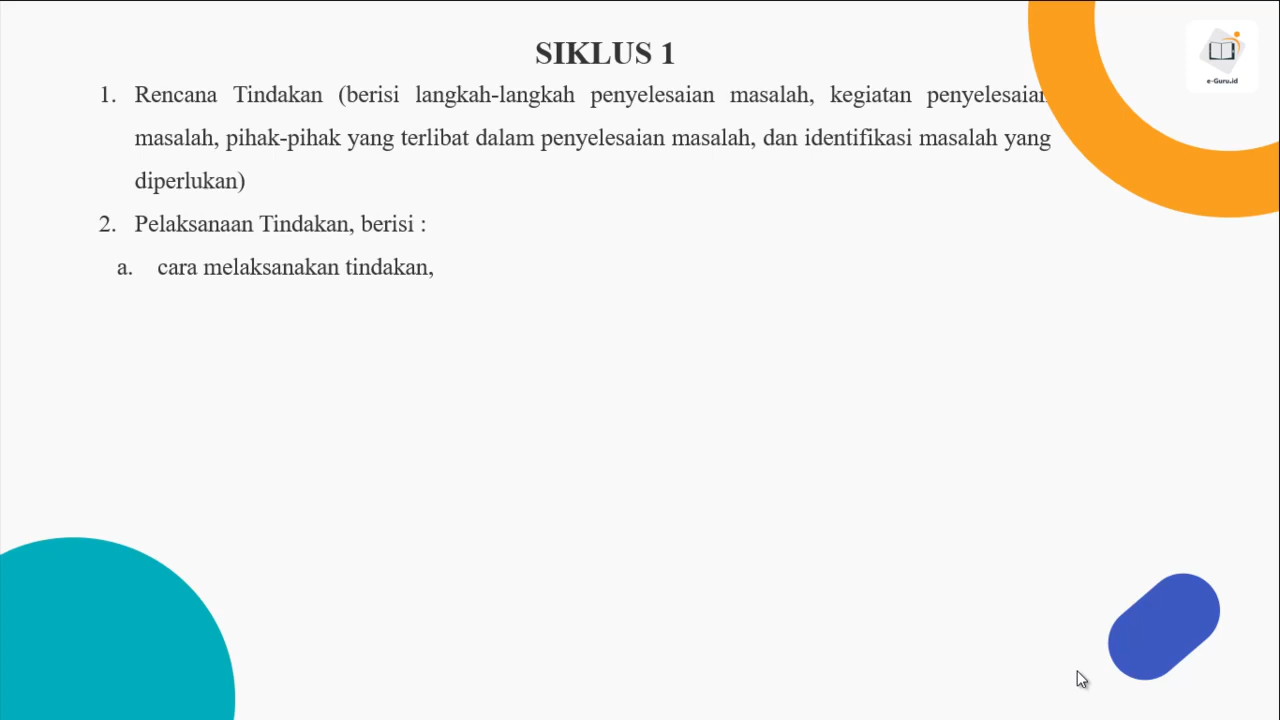 SIKLUS 1
e-Guru.id
1. Rencana Tindakan (berisi langkah-langkah penyelesaian masalah, kegiatan penyelesaian
masalah, pihak-pihak yang terlibat dalam penyelesaian masalah, dan identifikasi masalah yang
diperlukan)
2. Pelaksanaan Tindakan, berisi :
a. cara melaksanakan tindakan,